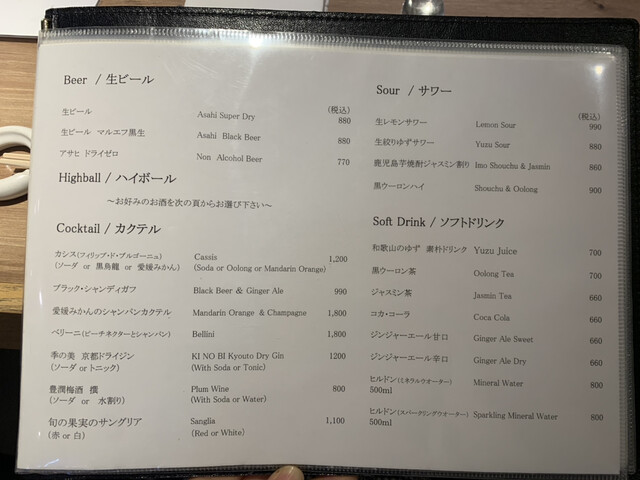 Beer / 生ビール
(税込)
生ビール Asahi Super Dry 880
生ビール マルエフ黒生 Asahi Black Beer 880
アサヒ ドライゼロ Non Alcohol Beer 770
Highball / ハイボール
～お好みのお酒を次の頁からお選び下さい～
Cocktail / カクテル
カシス(フィリップ・ド・ブルゴーニュ) Cassis 1,200
(ソーダ or 黒烏龍 or 愛媛みかん) (Soda or Oolong or Mandarin Orange)
ブラック・シャンディガフ Black Beer & Ginger Ale 990
愛媛みかんのシャンパンカクテル Mandarin Orange & Champagne 1,800
ベリーニ(ピーチネクターとシャンパン) Bellini 1,800
季の美 京都ドライジン KI NO BI Kyouto Dry Gin 1200
(ソーダ or トニック) (With Soda or Tonic)
豊潤梅酒 撰 Plum Wine 800
(ソーダ or 水割り) (With Soda or Water)
旬の果実のサングリア Sanglia 1,100
(赤 or 白) (Red or White)
Sour / サワー
(税込)
生レモンサワー Lemon Sour 990
生絞りゆずサワー Yuzu Sour 880
鹿児島芋焼酎ジャスミン割り Imo Shouchu & Jasmin 860
黒ウーロンハイ Shouchu & Oolong 900
Soft Drink / ソフトドリンク
和歌山のゆず 素朴ドリンク Yuzu Juice 700
黒ウーロン茶 Oolong Tea 700
ジャスミン茶 Jasmin Tea 660
コカ・コーラ Coca Cola 660
ジンジャーエール甘口 Ginger Ale Sweet 660
ジンジャーエール辛口 Ginger Ale Dry 660
ヒルドン(ミネラルウオーター) Mineral Water 800
500ml
ヒルドン(スパークリングウオーター) Sparkling Mineral Water 800
500ml